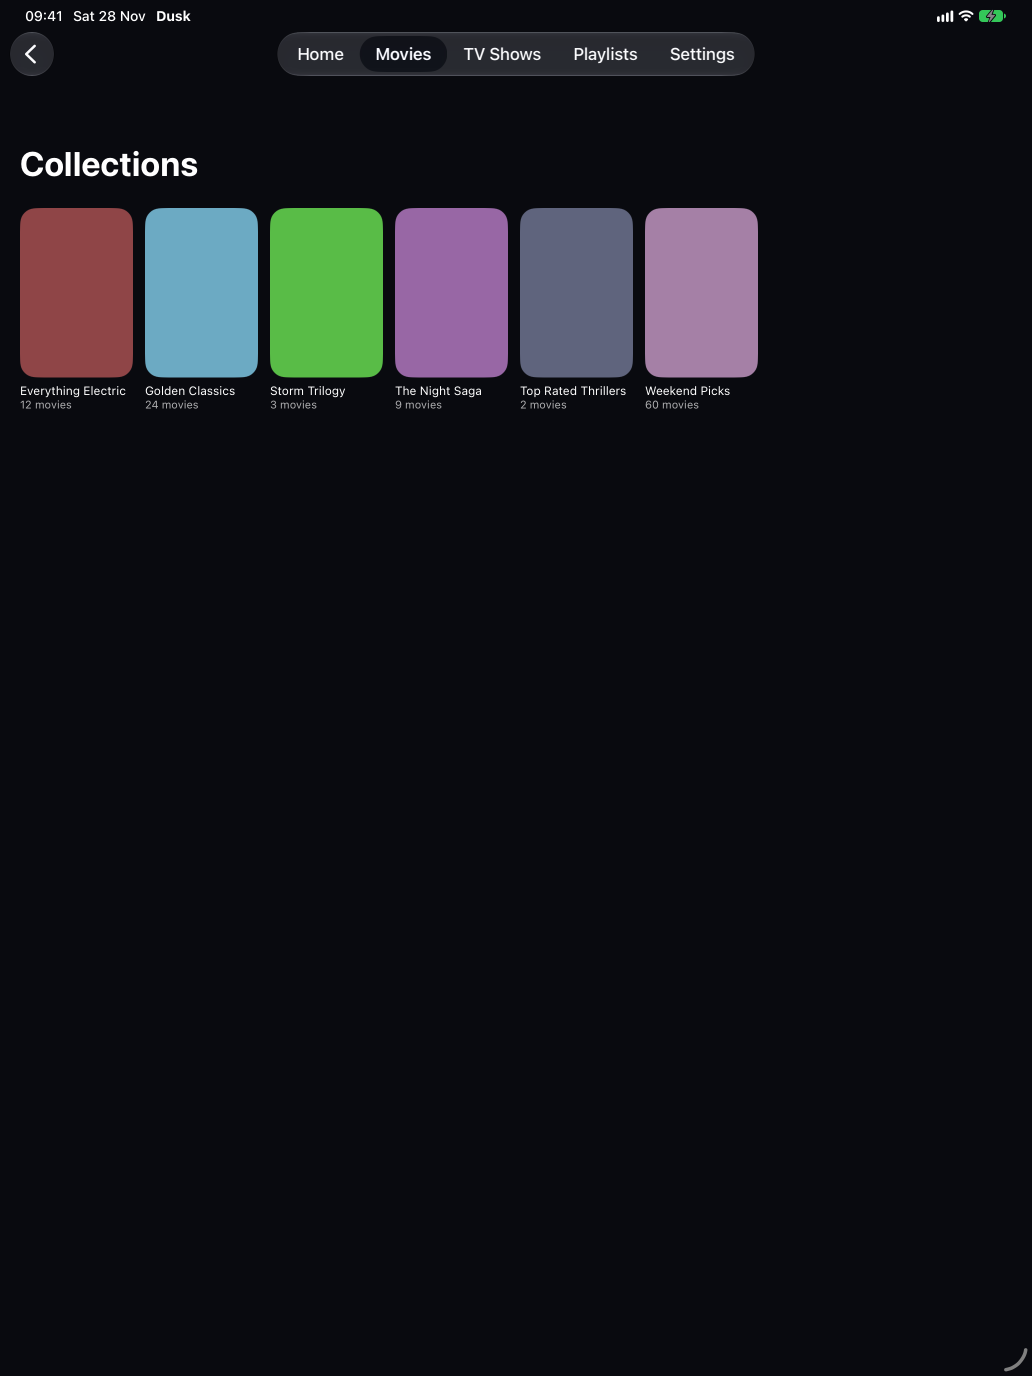 09:41 Sat 28 Nov Dusk
Home Movies TV Shows Playlists Settings
Collections
Everything Electric Golden Classics Storm Trilogy The Night Saga Top Rated Thrillers Weekend Picks
12 movies 24 movies 3 movies 9 movies 2 movies 60 movies